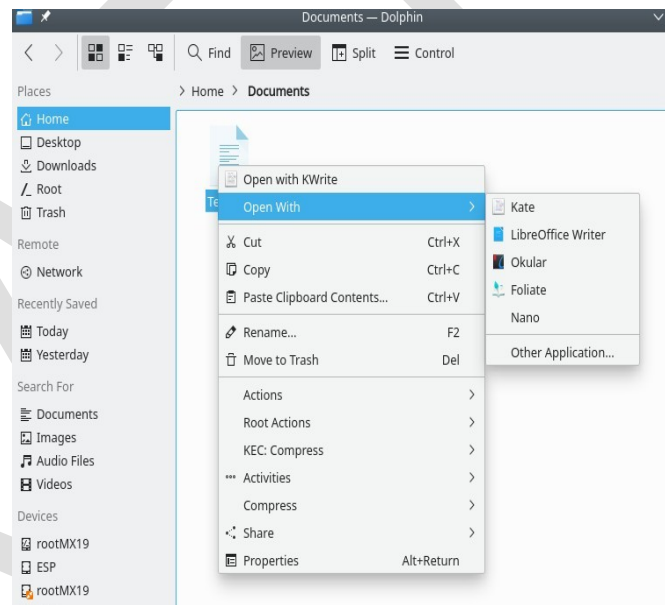 Documents — Dolphin
Find Preview Split Control
Places
Home
Desktop
Downloads
Root
Trash
Remote
Network
Recently Saved
Today
Yesterday
Search For
Documents
Images
Audio Files
Videos
Devices
rootMX19
ESP
rootMX19
> Home > Documents
Te
Open with KWrite
Open With
Cut Ctrl+X
Copy Ctrl+C
Paste Clipboard Contents... Ctrl+V
Rename... F2
Move to Trash Del
Actions
Root Actions
KEC: Compress
Activities
Compress
Share
Properties Alt+Return
Kate
LibreOffice Writer
Okular
Foliate
Nano
Other Application...